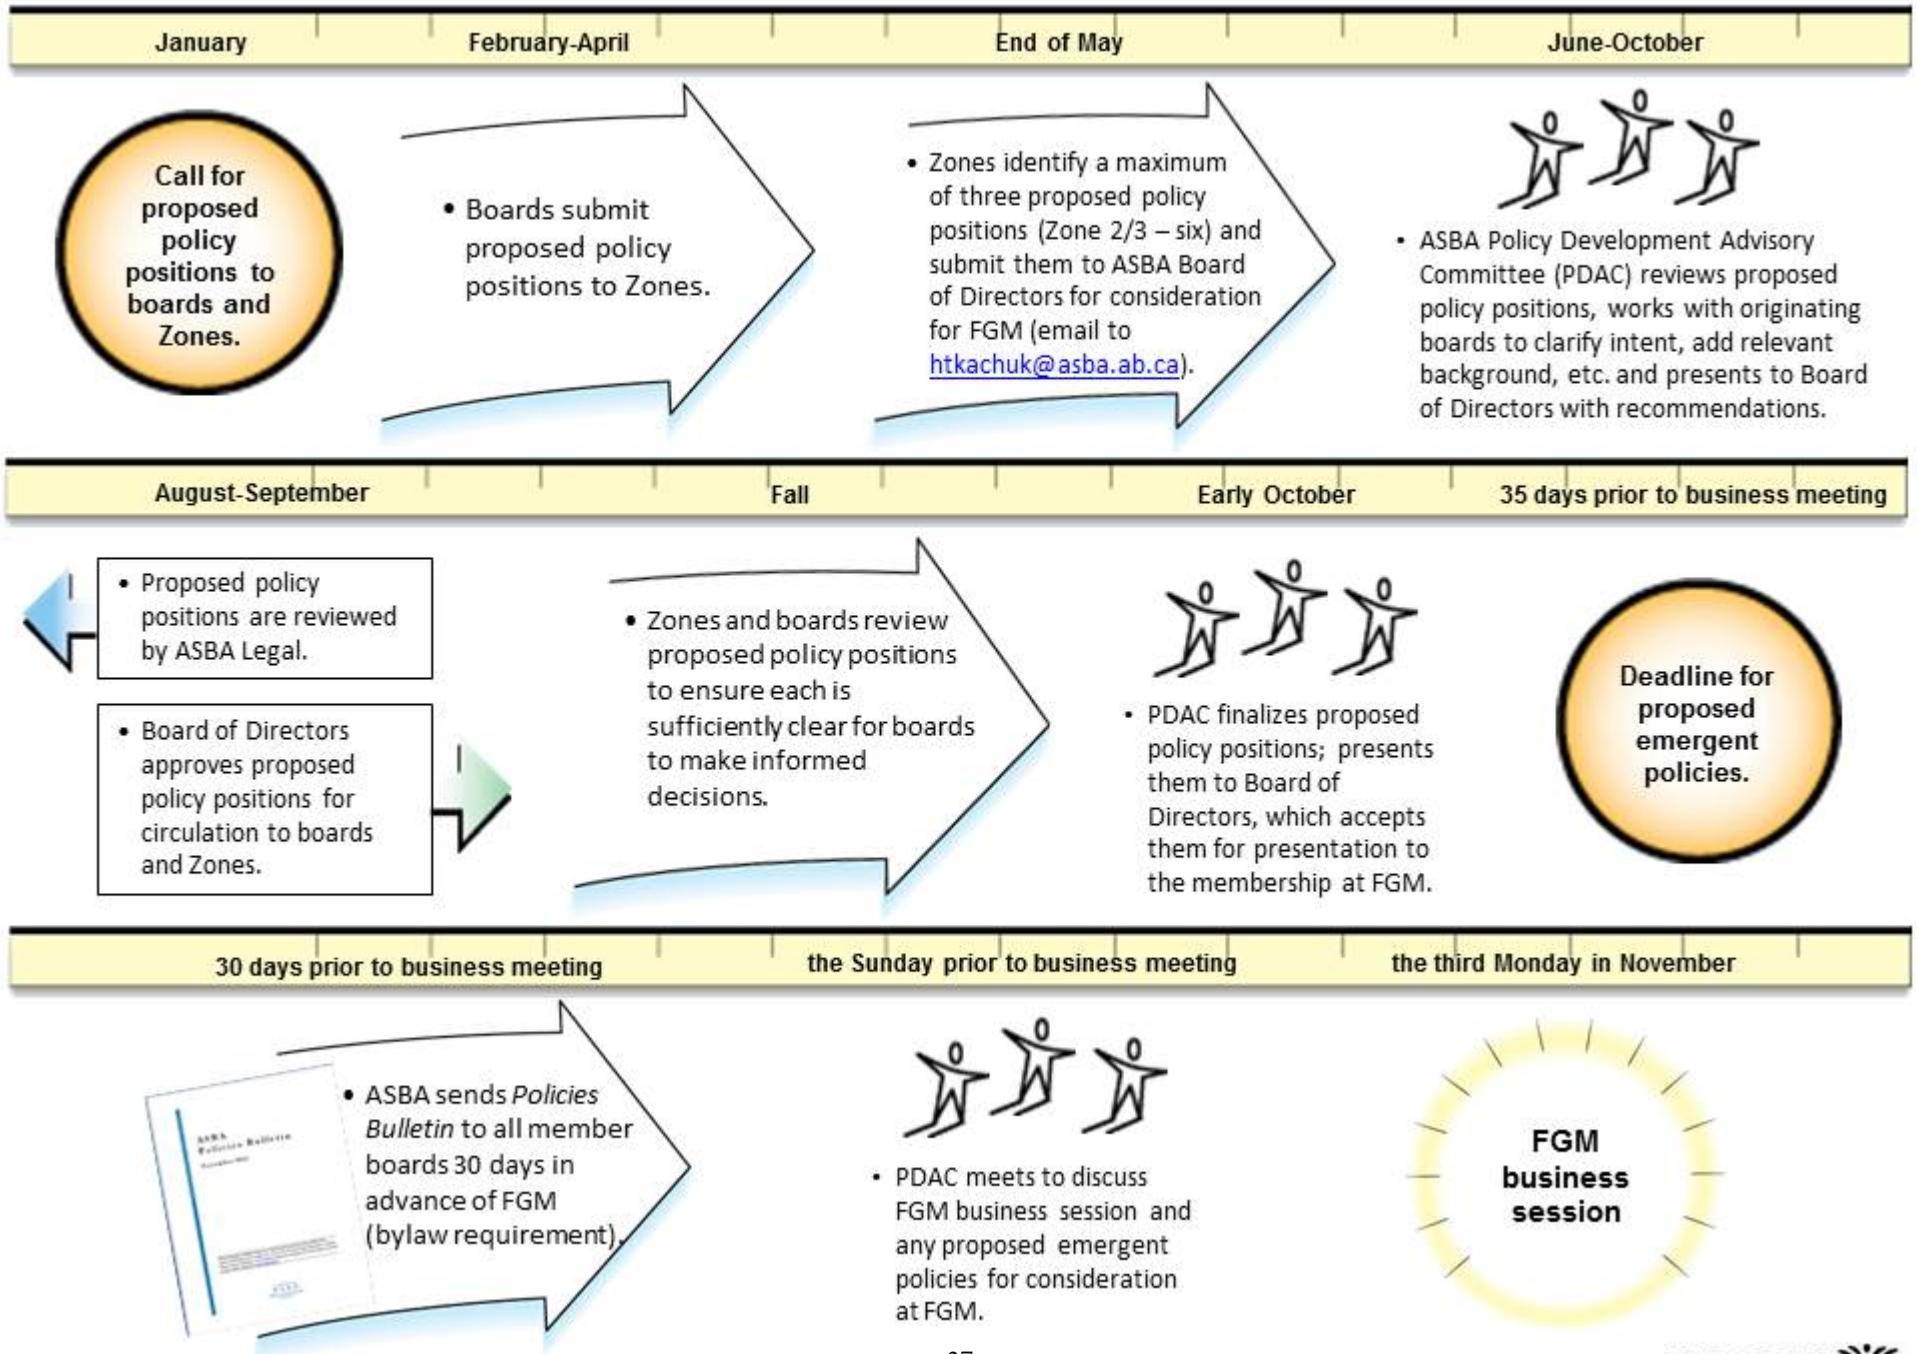 January
February-April
End of May
June-October
Call for
proposed
policy
positions to
boards and
Zones.
• Boards submit
proposed policy
positions to Zones.
• Zones identify a maximum
of three proposed policy
positions (Zone 2/3 – six) and
submit them to ASBA Board
of Directors for consideration
for FGM (email to
htkachuk@asba.ab.ca).
• ASBA Policy Development Advisory
Committee (PDAC) reviews proposed
policy positions, works with originating
boards to clarify intent, add relevant
background, etc. and presents to Board
of Directors with recommendations.
August-September
Fall
Early October
35 days prior to business meeting
• Proposed policy
positions are reviewed
by ASBA Legal.
• Board of Directors
approves proposed
policy positions for
circulation to boards
and Zones.
• Zones and boards review
proposed policy positions
to ensure each is
sufficiently clear for boards
to make informed
decisions.
• PDAC finalizes proposed
policy positions; presents
them to Board of
Directors, which accepts
them for presentation to
the membership at FGM.
Deadline for
proposed
emergent
policies.
30 days prior to business meeting
the Sunday prior to business meeting
the third Monday in November
ASBA
Policies Bulletin
• ASBA sends Policies
Bulletin to all member
boards 30 days in
advance of FGM
(bylaw requirement).
• PDAC meets to discuss
FGM business session and
any proposed emergent
policies for consideration
at FGM.
FGM
business
session